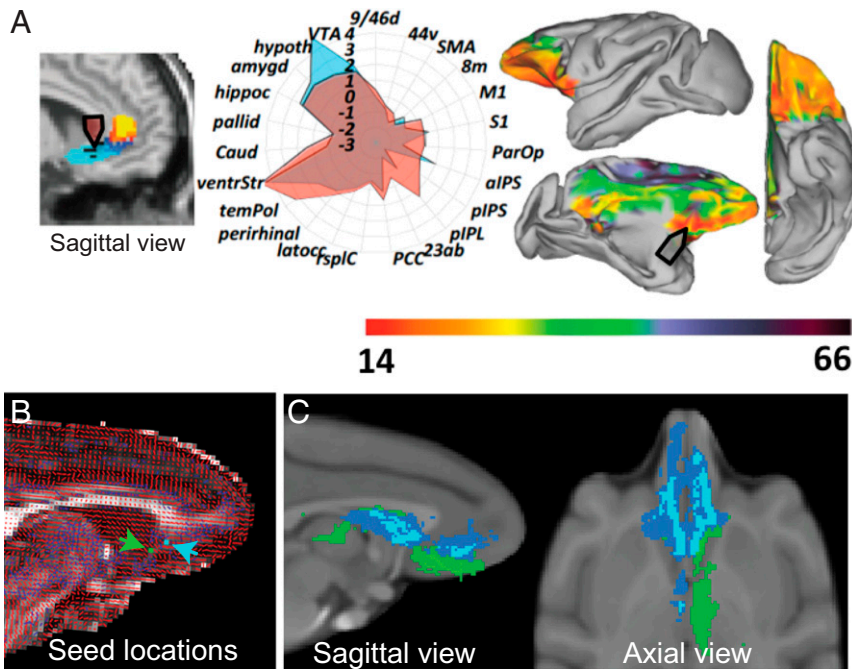 A
Sagittal view
9/46d
44v
SMA
8m
M1
S1
ParOp
aIPS
pIPS
pIPL
23ab
PCC
rsplC
latocc
perirhinal
temPol
ventrStr
Caud
pallid
hippoc
amygd
hypoth
VTA
4
3
2
1
0
-1
-2
-3
14 66
B
Seed locations
C
Sagittal view Axial view